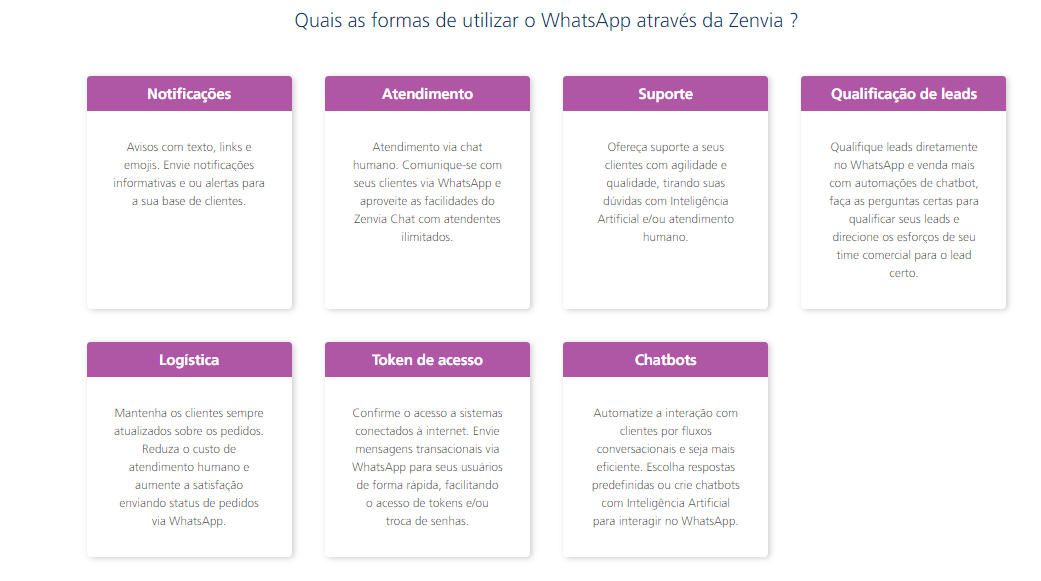 Quais as formas de utilizar o WhatsApp através da Zenvia ?
Notificações
Avisos com texto, links e
emojis. Envie notificações
informativas e ou alertas para
a sua base de clientes.
Atendimento
Atendimento via chat
humano. Comunique-se com
seus clientes via WhatsApp e
aproveite as facilidades do
Zenvia Chat com atendentes
ilimitados.
Suporte
Ofereça suporte a seus
clientes com agilidade e
qualidade, tirando suas
dúvidas com Inteligência
Artificial e/ou atendimento
humano.
Qualificação de leads
Qualifique leads diretamente
no WhatsApp e venda mais
com automações de chatbot,
faça as perguntas certas para
qualificar seus leads e
direcione os esforços de seu
time comercial para o lead
certo.
Logística
Mantenha os clientes sempre
atualizados sobre os pedidos.
Reduza o custo de
atendimento humano e
aumente a satisfação
enviando status de pedidos
via WhatsApp.
Token de acesso
Confirme o acesso a sistemas
conectados à internet. Envie
mensagens transacionais via
WhatsApp para seus usuários
de forma rápida, facilitando
o acesso de tokens e/ou
troca de senhas.
Chatbots
Automatize a interação com
clientes por fluxos
conversacionais e seja mais
eficiente. Escolha respostas
predefinidas ou crie chatbots
com Inteligência Artificial
para interagir no WhatsApp.